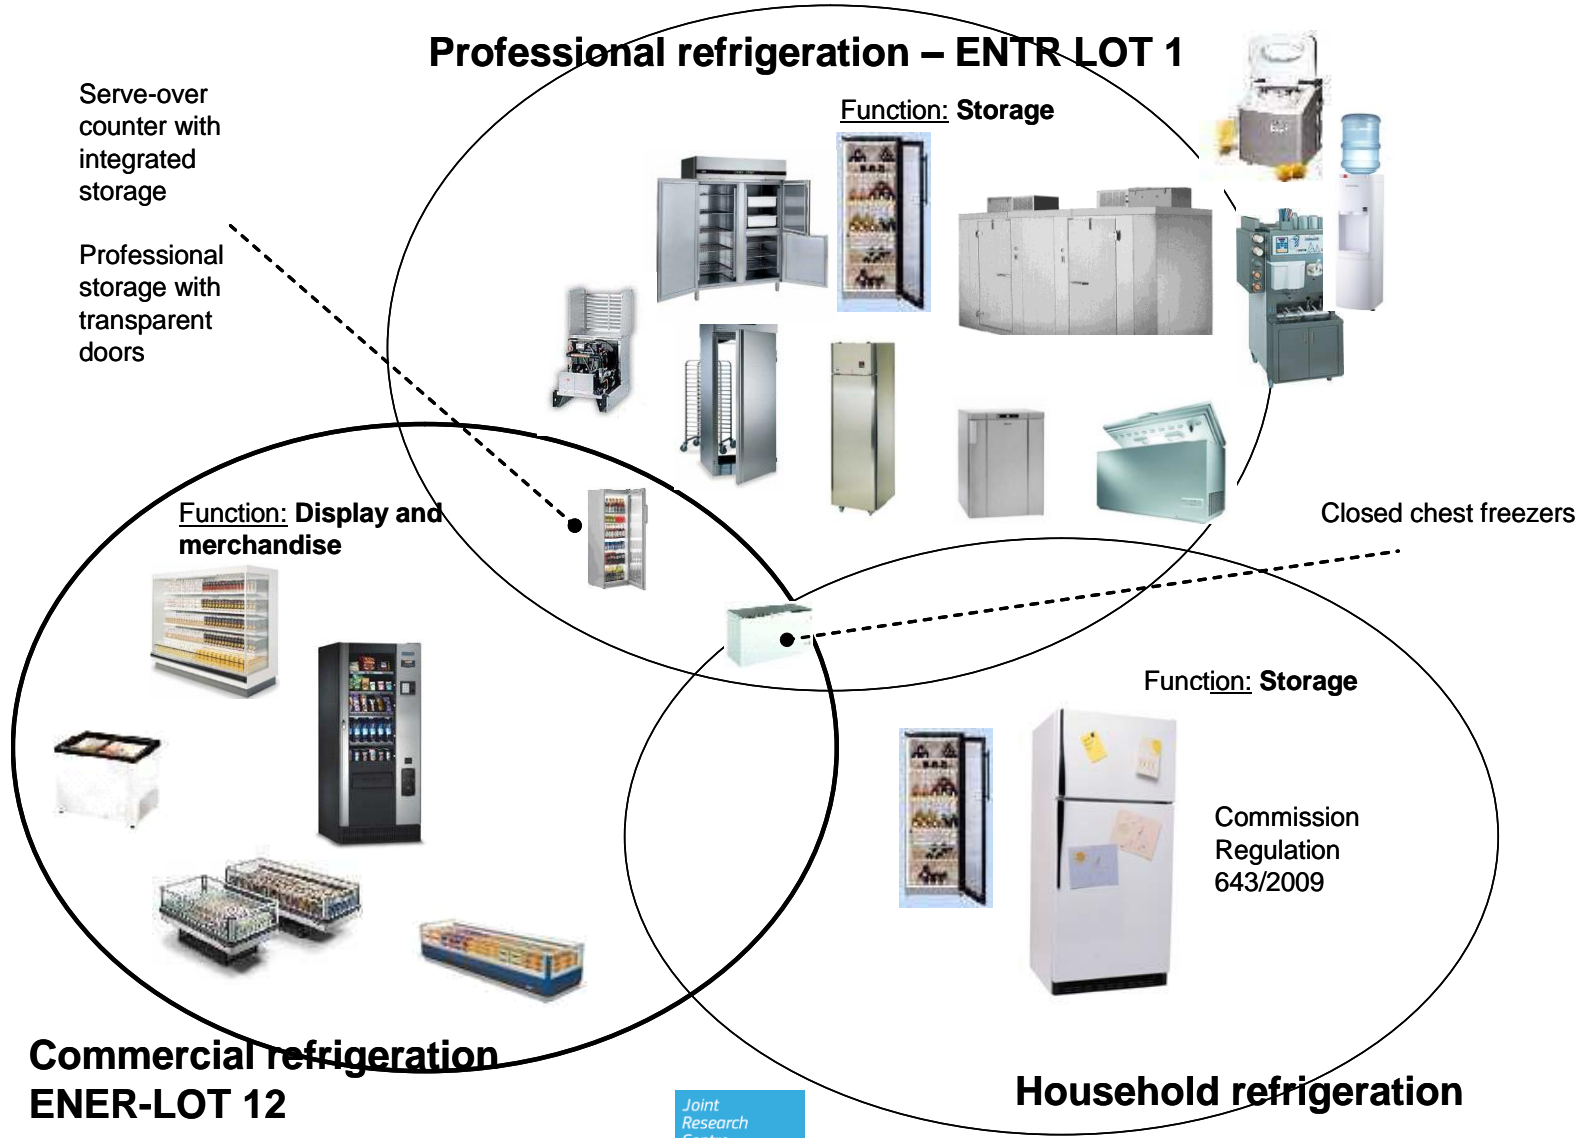 Professional refrigeration – ENTR LOT 1
Serve-over
counter with
integrated
storage
Professional
storage with
transparent
doors
Function: Storage
Function: Display and
merchandise
Closed chest freezers
Function: Storage
Commission
Regulation
643/2009
Commercial refrigeration
ENER-LOT 12
Household refrigeration
Joint
Research